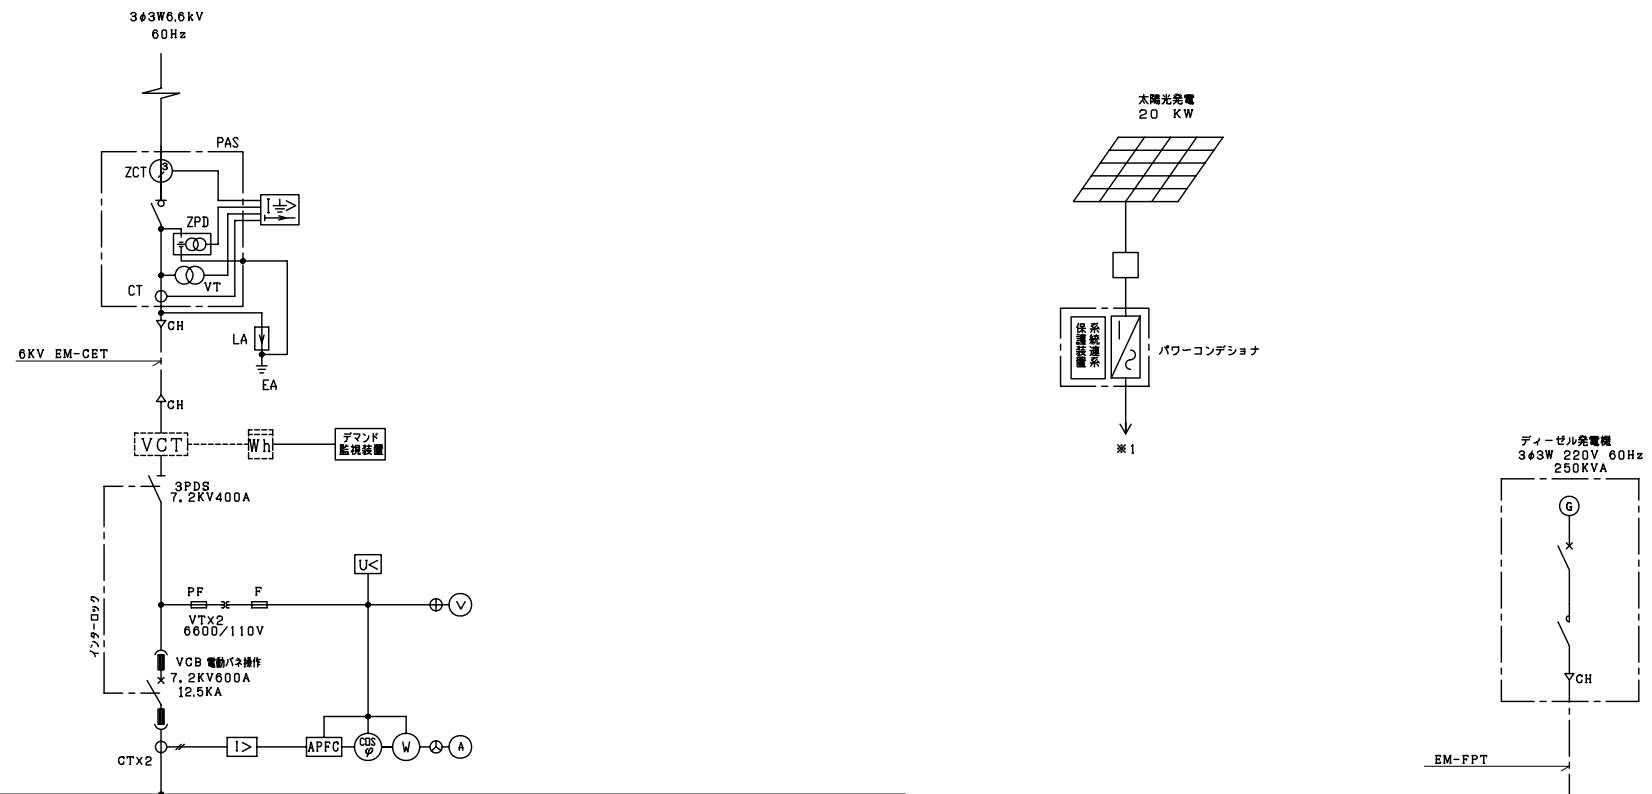 3φ3W6.6kV
60Hz
PAS
ZCT
3
I >
ZPD
VT
CT
CH
LA
EA
6KV EM-CET
CH
VCT
Wh
デマンド
監視装置
3PDS
7.2KV400A
インターロック
U<
PF
F
V
VTX2
6600/110V
VCB 電動バネ操作
7.2KV600A
12.5KA
CTX2
I>
APFC
COS
φ
W
A
太陽光発電
20 KW
系統連系
保護装置
パワーコンデショナ
※1
ディーゼル発電機
3φ3W 220V 60Hz
250KVA
G
CH
EM-FPT